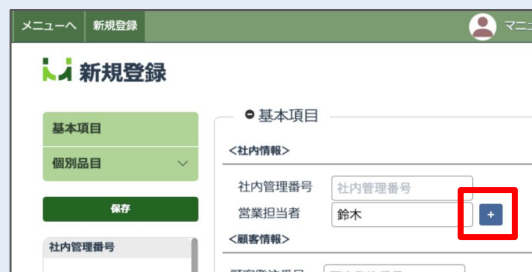 メニューへ 新規登録 マニュ
新規登録
基本項目
個別品目
保存
社内管理番号
基本項目
<社内情報>
社内管理番号 社内管理番号
営業担当者 鈴木 +
<顧客情報>